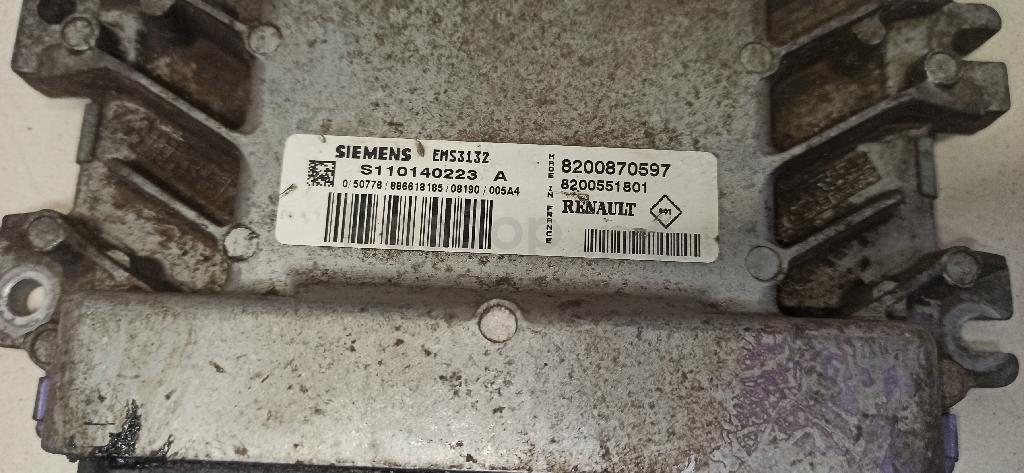 SIEMENS EMS3132
S110140223 A
0/50778/886618185/08190/005A4
MADE IN FRANCE
8200870597
8200551801
RENAULT